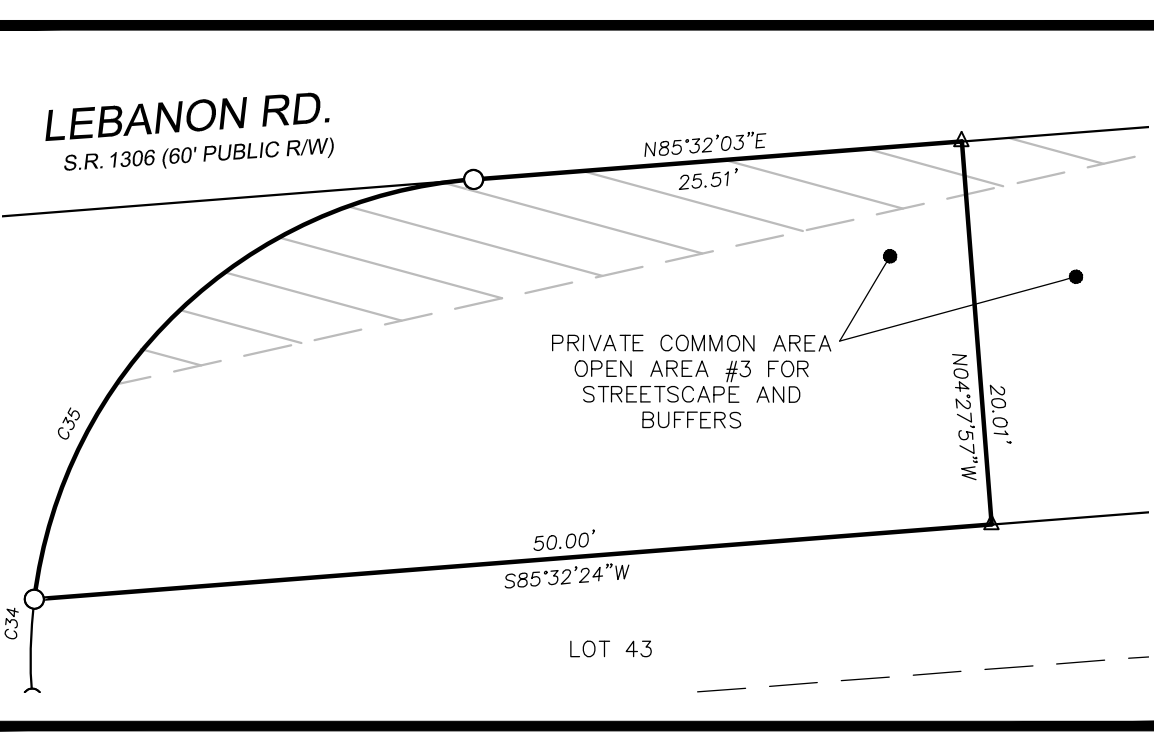 LEBANON RD.
S.R. 1306 (60' PUBLIC R/W)
N85°32'03"E
25.51'
PRIVATE COMMON AREA
OPEN AREA #3 FOR
STREETSCAPE AND
BUFFERS
N04°27'57"W
20.01'
C35
50.00'
S85°32'24"W
C34
LOT 43